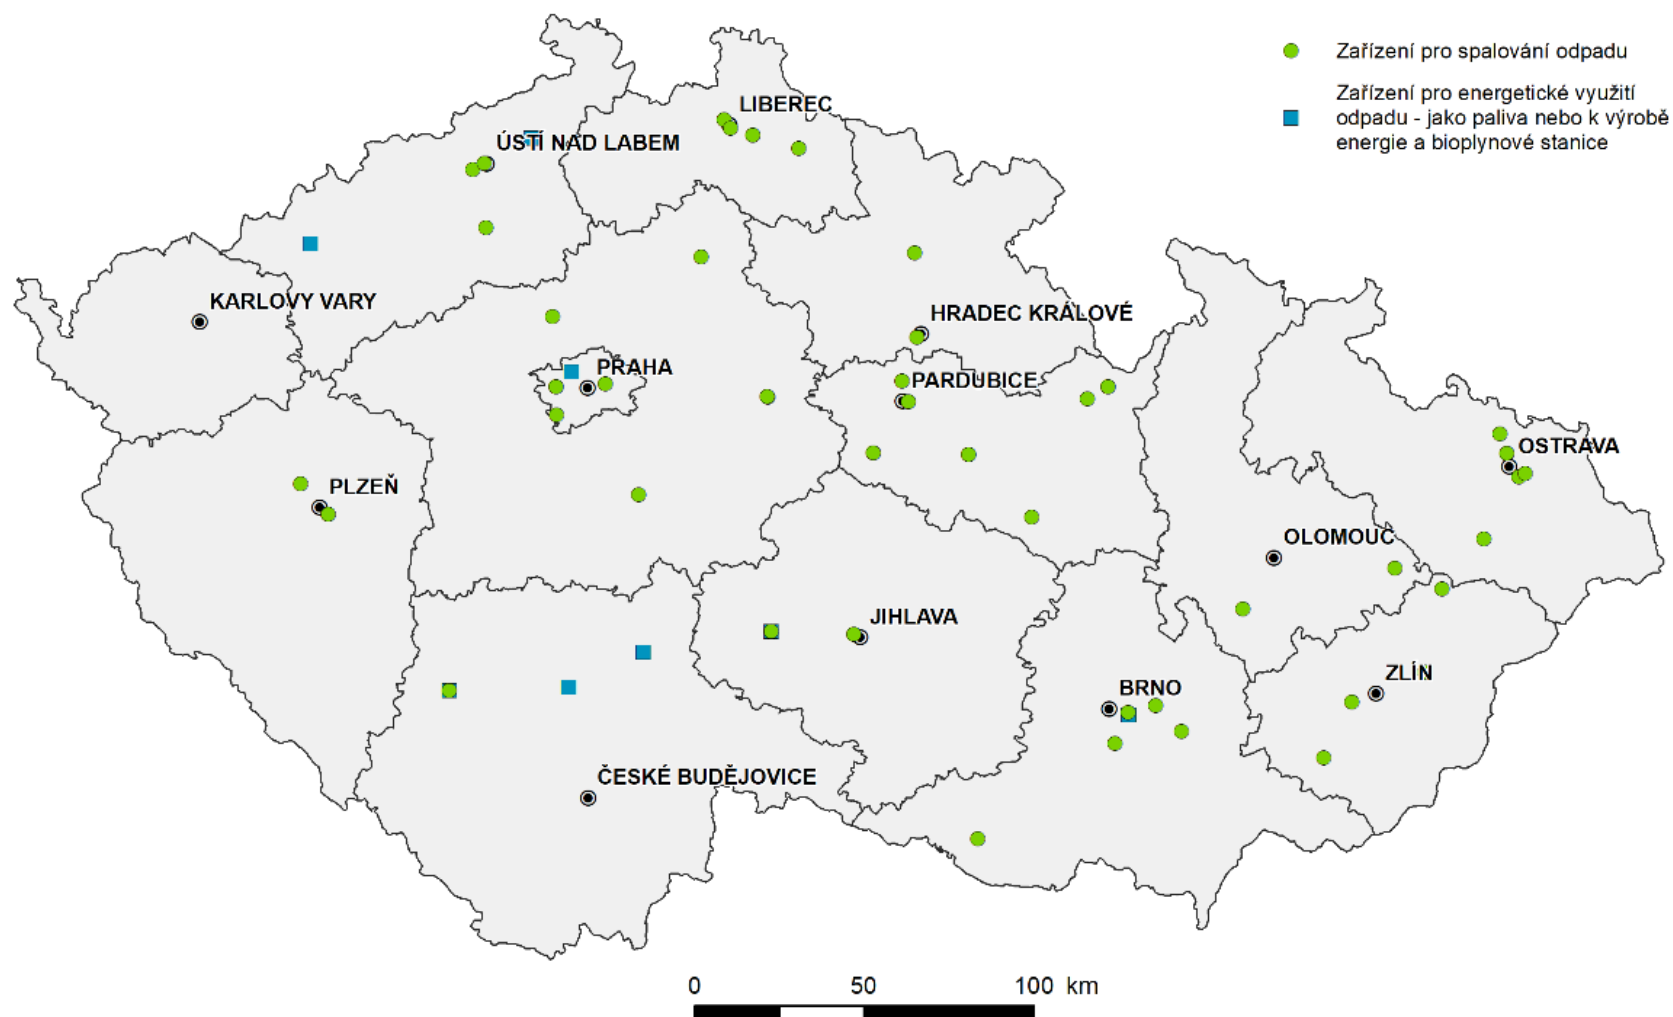 Zařízení pro spalování odpadu
Zařízení pro energetické využití
odpadu - jako paliva nebo k výrobě
energie a bioplynové stanice
LIBEREC
ÚSTÍ NAD LABEM
KARLOVY VARY
HRADEC KRÁLOVÉ
PRAHA
PARDUBICE
OSTRAVA
PLZEŇ
OLOMOUC
JIHLAVA
ZLÍN
BRNO
ČESKÉ BUDĚJOVICE
0 50 100 km